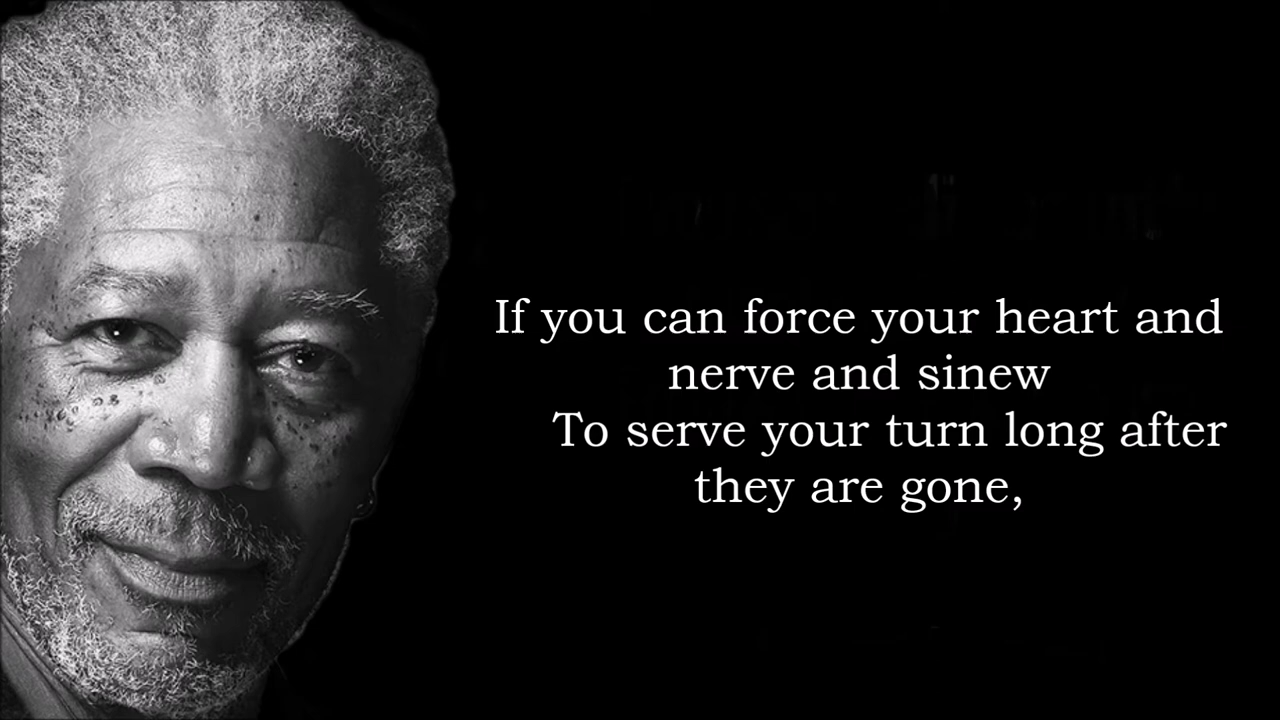 If you can force your heart and
nerve and sinew
To serve your turn long after
they are gone,